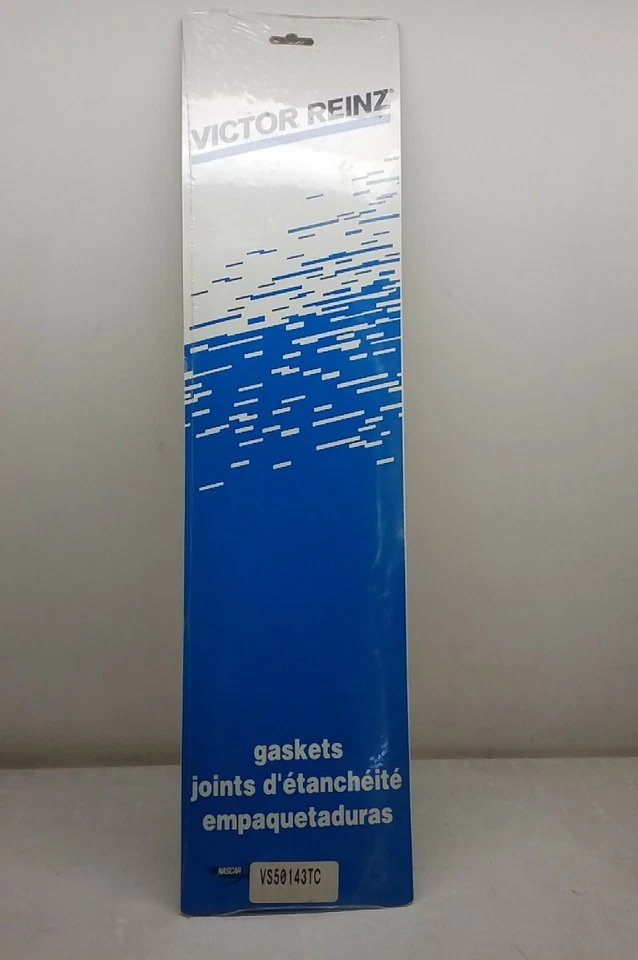 VICTOR REINZ®
gaskets
joints d'étanchéité
empaquetaduras
NASCAR
VS50143TC